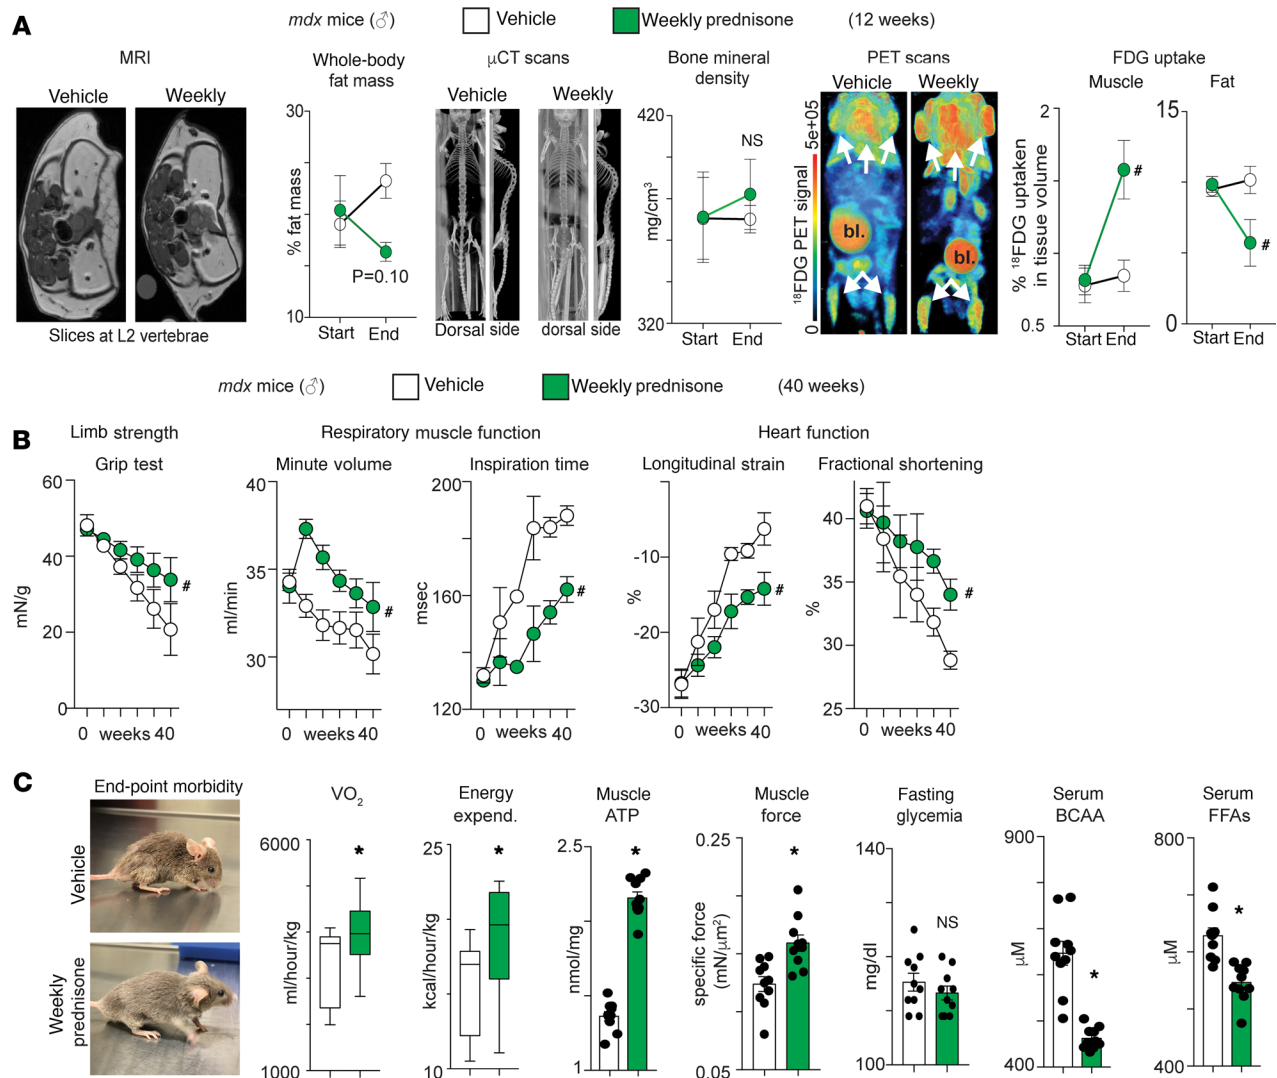 A
mdx mice (♂) Vehicle Weekly prednisone (12 weeks)
MRI
Vehicle Weekly
Slices at L2 vertebrae
Whole-body
fat mass
% fat mass
30
10
P=0.10
Start End
μCT scans
Vehicle Weekly
Dorsal side dorsal side
Bone mineral
density
mg/cm³
420
320
NS
Start End
PET scans
Vehicle Weekly
¹⁸FDG PET signal
0 5e+05
bl. bl.
FDG uptake
Muscle Fat
% ¹⁸FDG uptaken
in tissue volume
2
0.5
#
Start End
15
0
#
Start End
mdx mice (♂) Vehicle Weekly prednisone (40 weeks)
B
Limb strength
Grip test
mN/g
60
40
20
0
#
0 weeks 40
Respiratory muscle function
Minute volume
ml/min
40
35
30
#
0 weeks 40
Inspiration time
msec
200
160
120
#
0 weeks 40
Heart function
Longitudinal strain
%
-10
-20
-30
#
0 weeks 40
Fractional shortening
%
40
35
30
25
#
0 weeks 40
C
End-point morbidity
Vehicle
Weekly
prednisone
VO₂
ml/hour/kg
6000
1000
*
Energy
expend.
kcal/hour/kg
25
10
*
Muscle
ATP
nmol/mg
2.5
1
*
Muscle
force
specific force
(mN/μm²)
0.25
0.05
*
Fasting
glycemia
mg/dl
140
100
NS
Serum
BCAA
μM
900
400
*
Serum
FFAs
μM
800
400
*